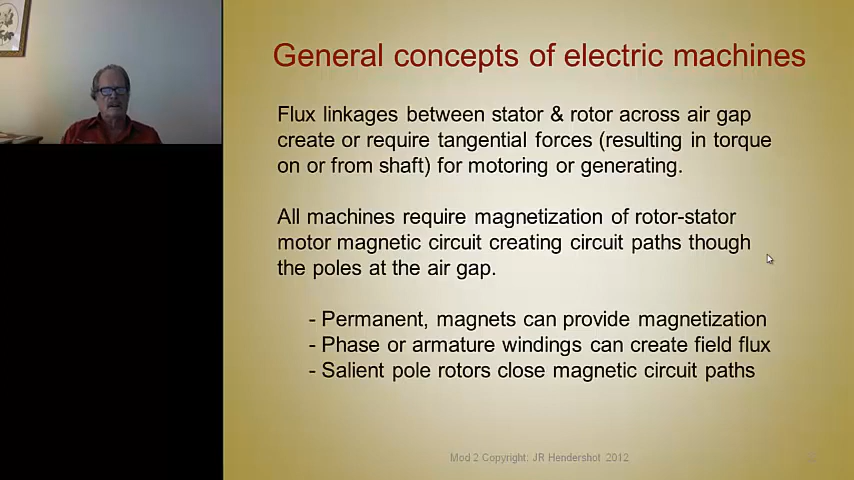 General concepts of electric machines
Flux linkages between stator & rotor across air gap
create or require tangential forces (resulting in torque
on or from shaft) for motoring or generating.
All machines require magnetization of rotor-stator
motor magnetic circuit creating circuit paths though
the poles at the air gap.
- Permanent, magnets can provide magnetization
- Phase or armature windings can create field flux
- Salient pole rotors close magnetic circuit paths
Mod 2 Copyright: JR Hendershot 2012